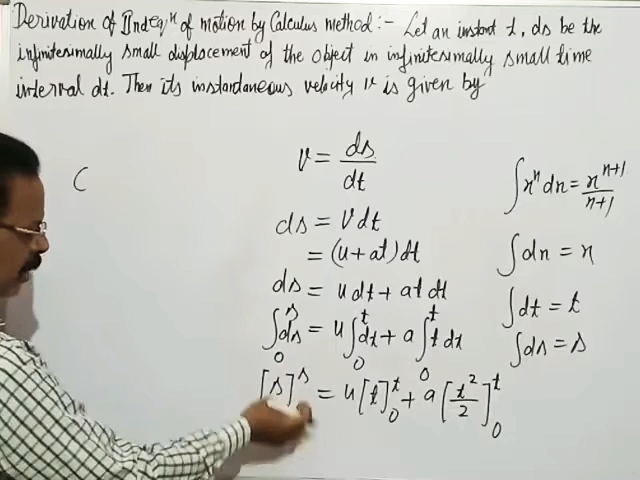 Derivation of IInd eqⁿ of motion by Calculus method:- Let an instant t, ds be the
infinitesimally small displacement of the object in infinitesimally small time
interval dt. Then its instantaneous velocity v is given by
C
v = ds/dt
ds = v dt
= (u+at) dt
ds = u dt + at dt
∫₀ˢ ds = u ∫₀ᵗ dt + a ∫₀ᵗ t dt
[s]ˢ = u [t]₀ᵗ + a [t²/2]₀ᵗ
∫xⁿ dx = xⁿ⁺¹/n+1
∫dx = x
∫dt = t
∫ds = s